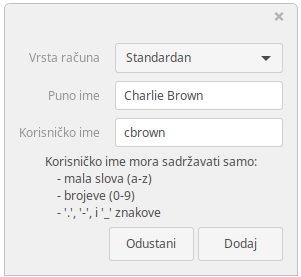 Vrsta računa Standardan
Puno ime Charlie Brown
Korisničko ime cbrown
Korisničko ime mora sadržavati samo:
- mala slova (a-z)
- brojeve (0-9)
- '.', '-', i '_' znakove
Odustani Dodaj